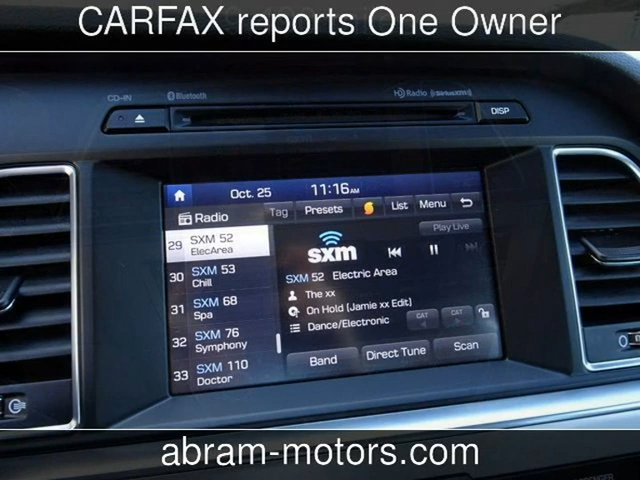 CARFAX reports One Owner
CD-IN
Bluetooth
HD Radio
((SiriusXM))
DISP
Oct. 25
11:16 AM
Radio
Tag
Presets
List
Menu
Play Live
29
SXM 52
ElecArea
30
SXM 53
Chill
31
SXM 68
Spa
32
SXM 76
Symphony
33
SXM 110
Doctor
sxm
SXM 52 Electric Area
The xx
On Hold (Jamie xx Edit)
Dance/Electronic
CAT
CAT
Band
Direct Tune
Scan
abram-motors.com